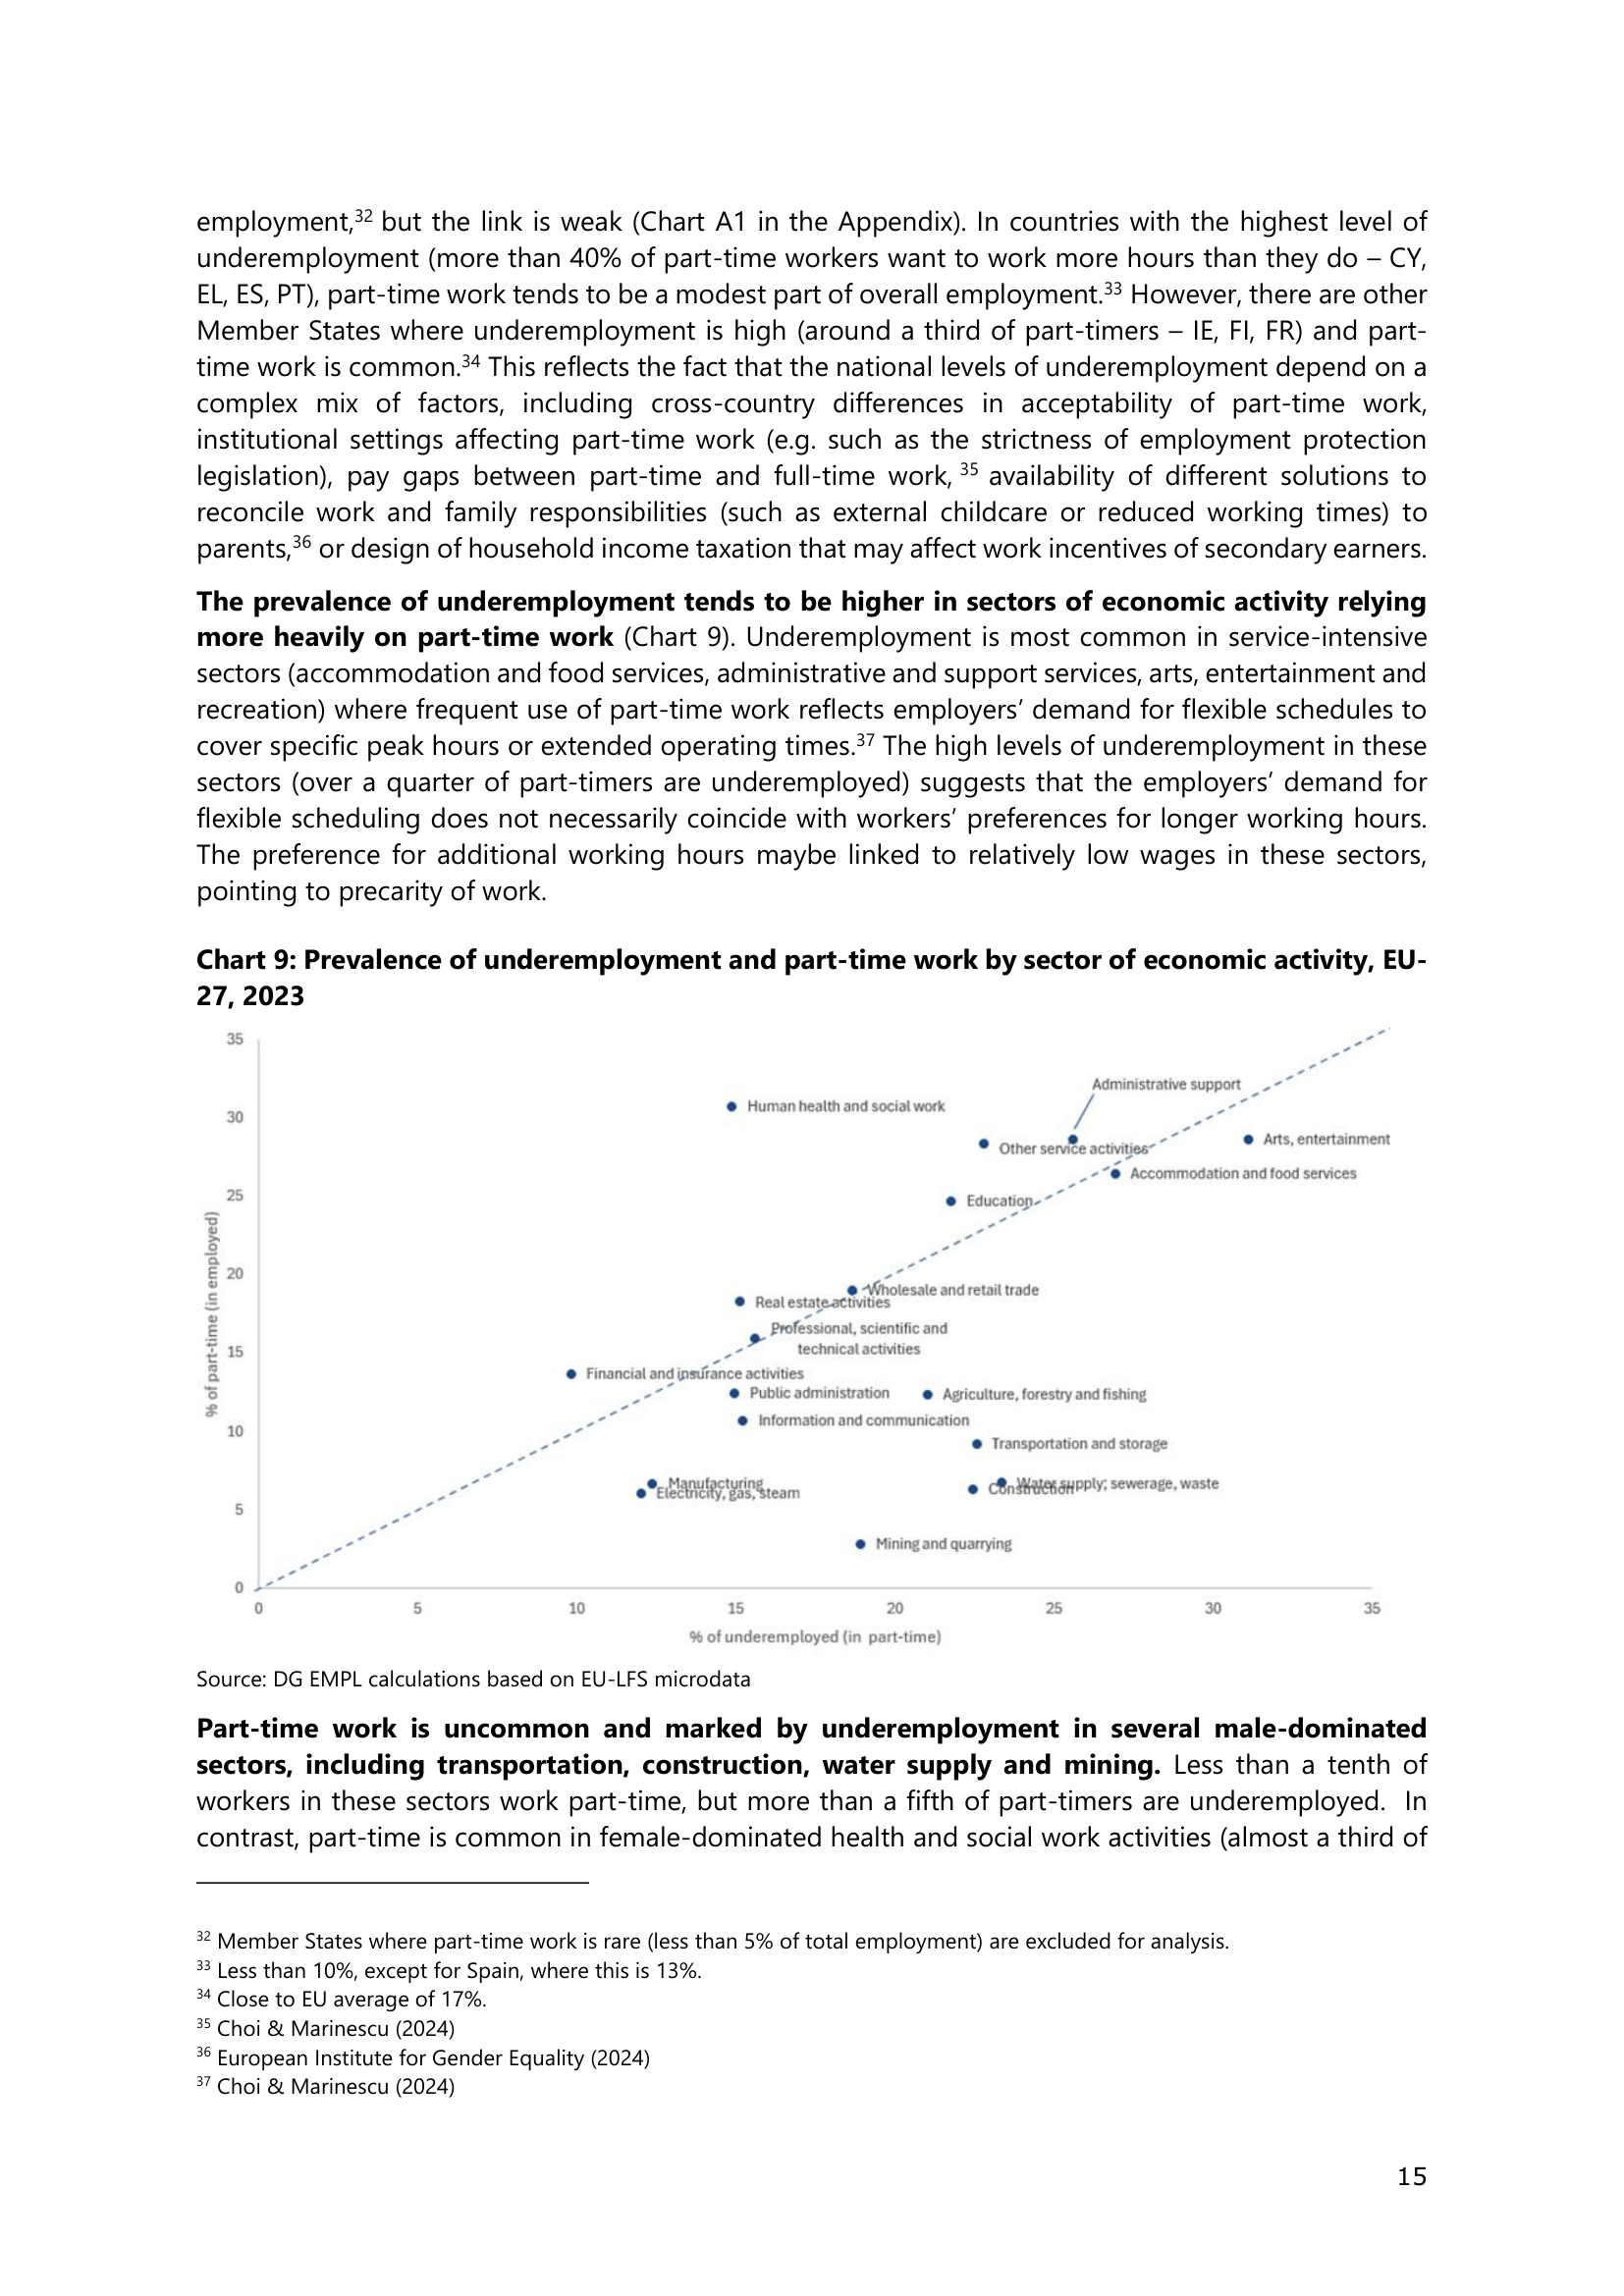 employment,32 but the link is weak (Chart A1 in the Appendix). In countries with the highest level of
underemployment (more than 40% of part-time workers want to work more hours than they do – CY,
EL, ES, PT), part-time work tends to be a modest part of overall employment.33 However, there are other
Member States where underemployment is high (around a third of part-timers – IE, FI, FR) and part-
time work is common.34 This reflects the fact that the national levels of underemployment depend on a
complex mix of factors, including cross-country differences in acceptability of part-time work,
institutional settings affecting part-time work (e.g. such as the strictness of employment protection
legislation), pay gaps between part-time and full-time work, 35 availability of different solutions to
reconcile work and family responsibilities (such as external childcare or reduced working times) to
parents,36 or design of household income taxation that may affect work incentives of secondary earners.
The prevalence of underemployment tends to be higher in sectors of economic activity relying
more heavily on part-time work (Chart 9). Underemployment is most common in service-intensive
sectors (accommodation and food services, administrative and support services, arts, entertainment and
recreation) where frequent use of part-time work reflects employers’ demand for flexible schedules to
cover specific peak hours or extended operating times.37 The high levels of underemployment in these
sectors (over a quarter of part-timers are underemployed) suggests that the employers’ demand for
flexible scheduling does not necessarily coincide with workers’ preferences for longer working hours.
The preference for additional working hours maybe linked to relatively low wages in these sectors,
pointing to precarity of work.
Chart 9: Prevalence of underemployment and part-time work by sector of economic activity, EU-
27, 2023
35
30
25
20
15
10
5
0
% of part-time (in employed)
Administrative support
Human health and social work
Arts, entertainment
Other service activities
Accommodation and food services
Education
Wholesale and retail trade
Real estate activities
Professional, scientific and
technical activities
Financial and insurance activities
Public administration
Agriculture, forestry and fishing
Information and communication
Transportation and storage
Manufacturing
Water supply; sewerage, waste
Construction
Electricity, gas, steam
Mining and quarrying
0 5 10 15 20 25 30 35
% of underemployed (in part-time)
Source: DG EMPL calculations based on EU-LFS microdata
Part-time work is uncommon and marked by underemployment in several male-dominated
sectors, including transportation, construction, water supply and mining. Less than a tenth of
workers in these sectors work part-time, but more than a fifth of part-timers are underemployed. In
contrast, part-time is common in female-dominated health and social work activities (almost a third of
32 Member States where part-time work is rare (less than 5% of total employment) are excluded for analysis.
33 Less than 10%, except for Spain, where this is 13%.
34 Close to EU average of 17%.
35 Choi & Marinescu (2024)
36 European Institute for Gender Equality (2024)
37 Choi & Marinescu (2024)
15